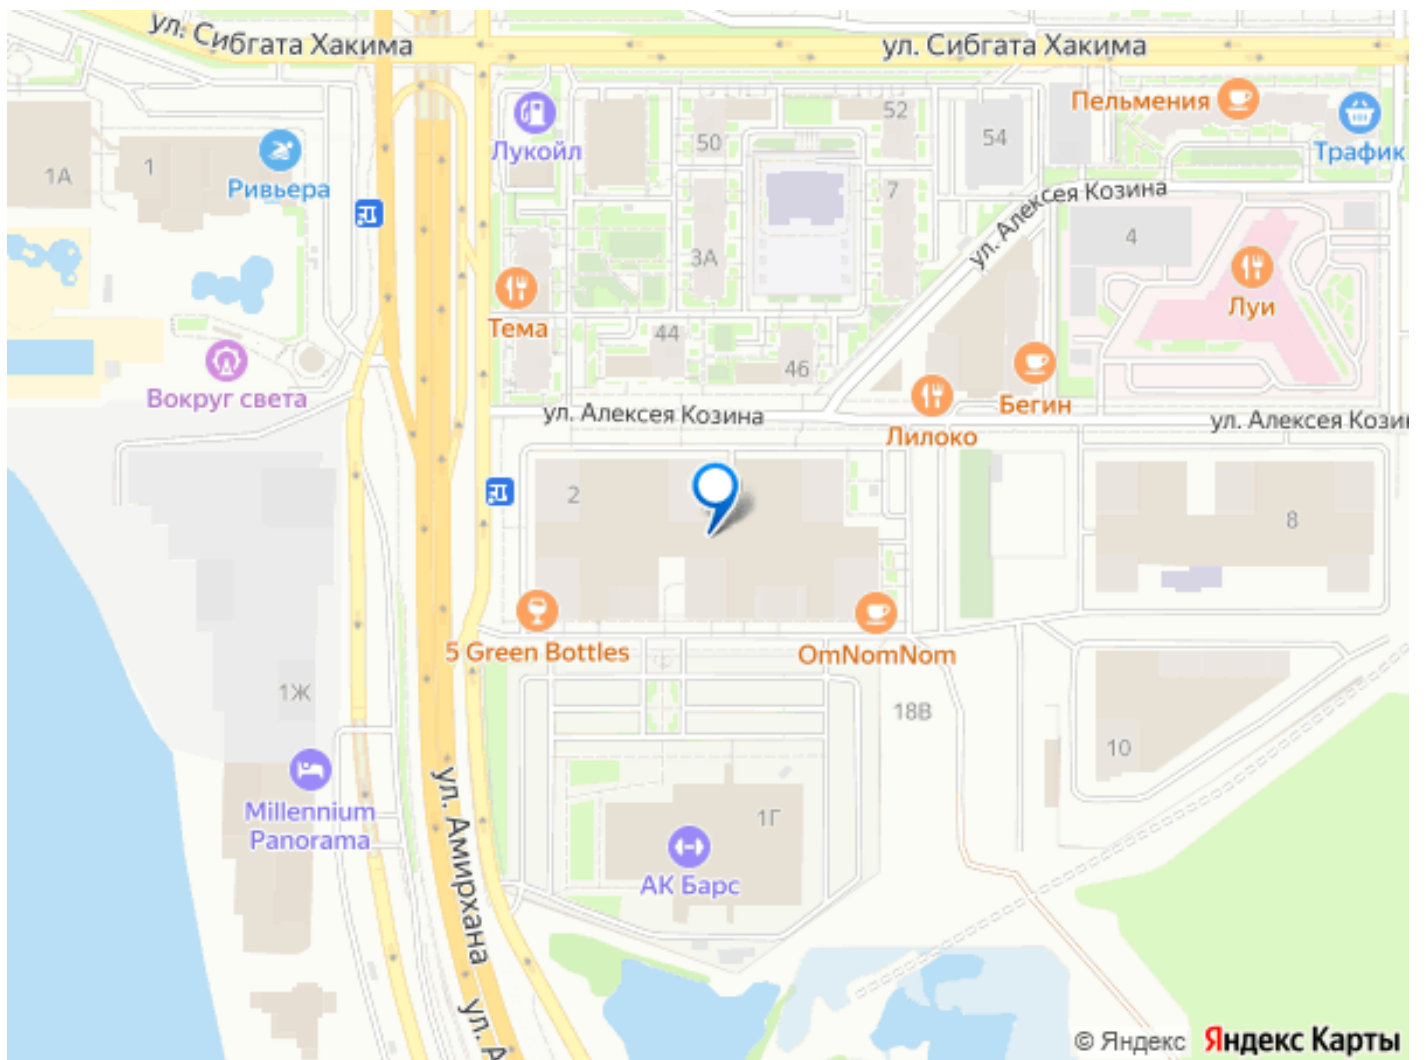 ул. Сибгата Хакима
ул. Сибгата Хакима
Пельмения
52
50
54
Лукойл
Трафик
1
1А
Ривьера
7
ул. Алексея Козина
4
3А
Луи
Тема
44
46
Вокруг света
Бегин
ул. Алексея Козина
ул. Алексея Козин
Лилоко
2
8
5 Green Bottles
OmNomNom
1Ж
18В
10
Millennium
Panorama
ул. Амирхана
1Г
АК Барс
ул. А
© Яндекс Яндекс Карты